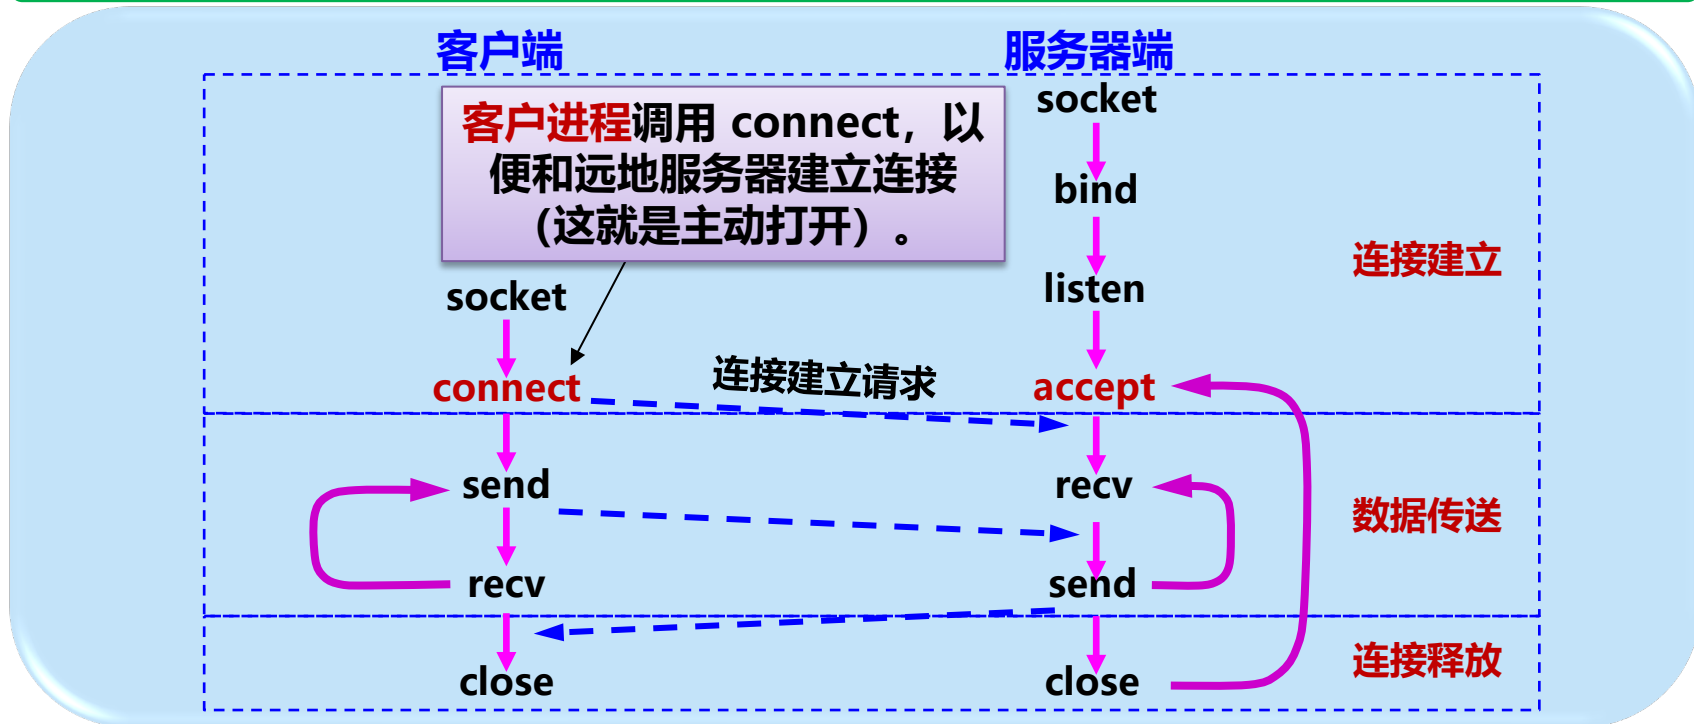 客户端
服务器端
客户进程调用 connect，以
便和远地服务器建立连接
（这就是主动打开）。
socket
bind
listen
连接建立
socket
connect
连接建立请求
accept
send
recv
数据传送
recv
send
连接释放
close
close